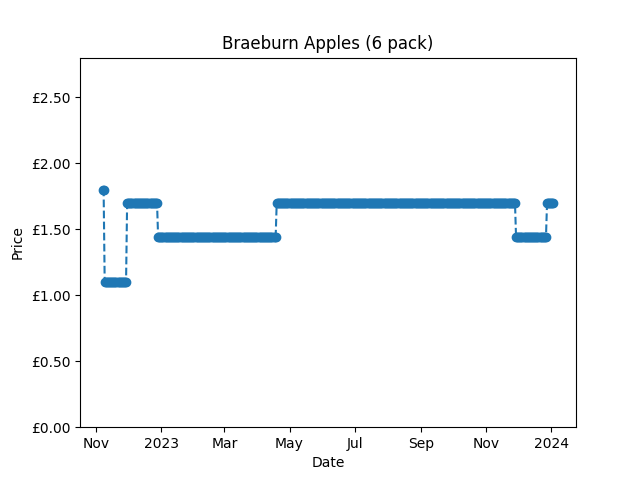 Braeburn Apples (6 pack)
£2.50
£2.00
£1.50
£1.00
£0.50
£0.00
Price
Nov 2023 Mar May Jul Sep Nov 2024
Date